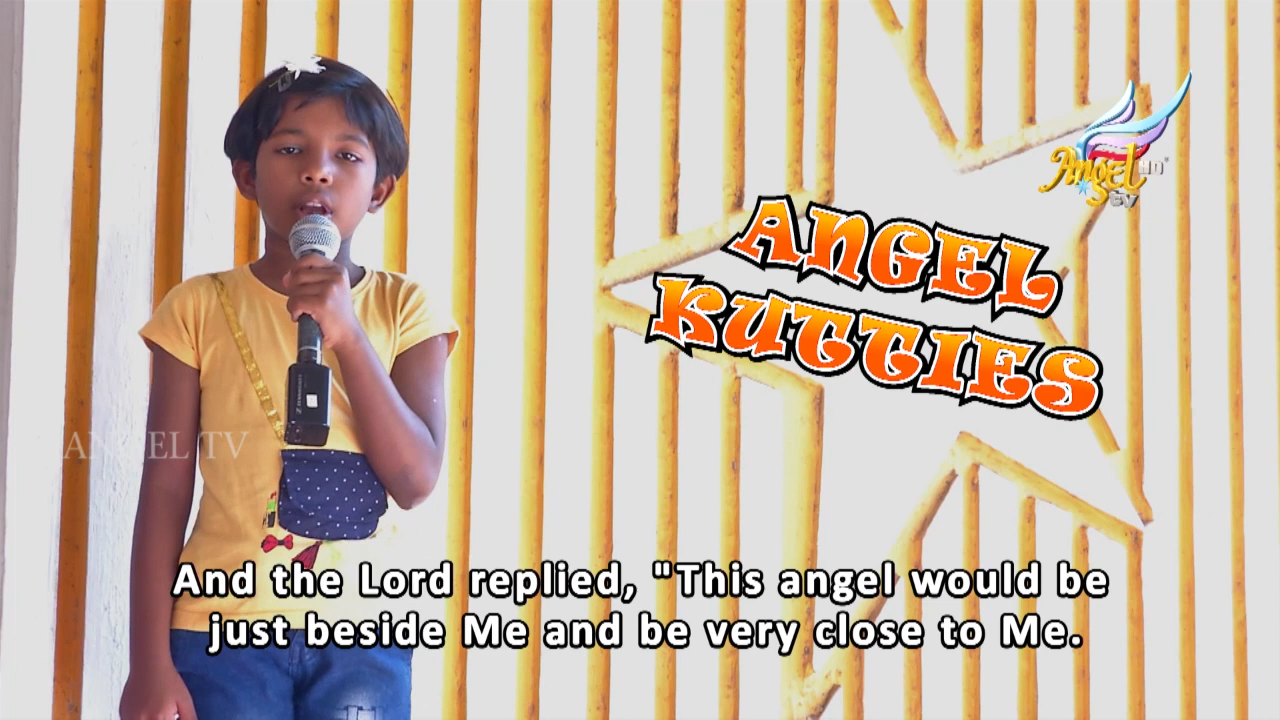 Angel HD
tv
ANGEL
KUTTIES
ANGEL TV
And the Lord replied, "This angel would be
just beside Me and be very close to Me.